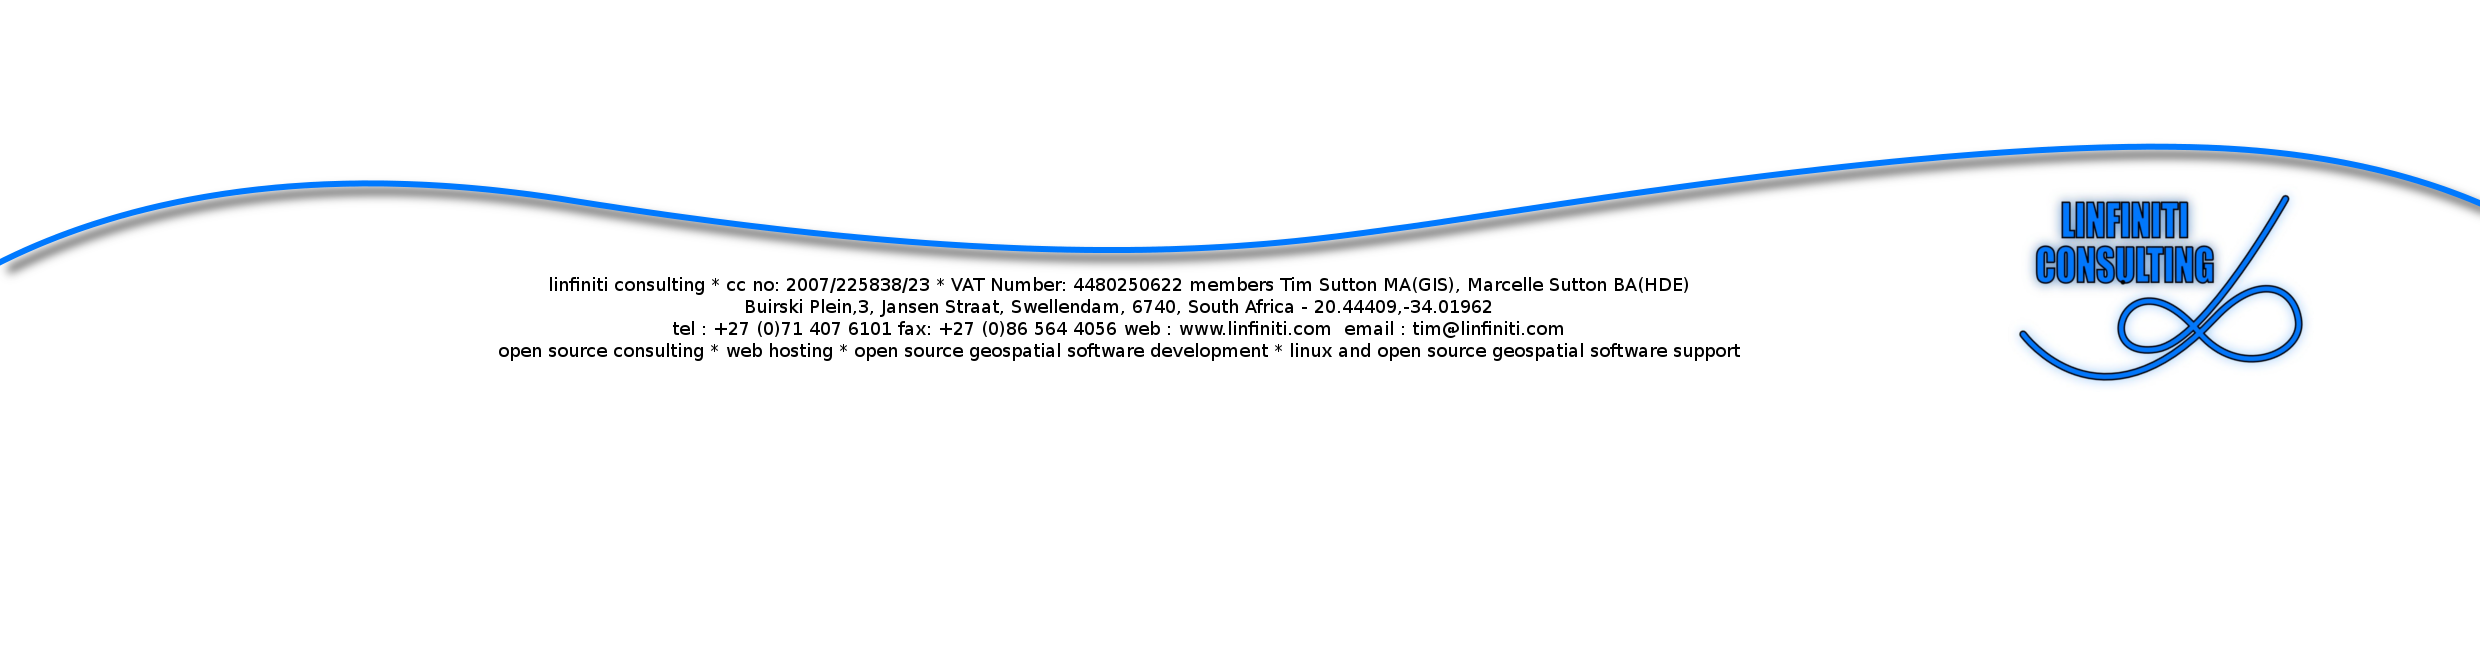 LINFINITI
CONSULTING
linfiniti consulting * cc no: 2007/225838/23 * VAT Number: 4480250622 members Tim Sutton MA(GIS), Marcelle Sutton BA(HDE)
Buirski Plein,3, Jansen Straat, Swellendam, 6740, South Africa - 20.44409,-34.01962
tel : +27 (0)71 407 6101 fax: +27 (0)86 564 4056 web : www.linfiniti.com  email : tim@linfiniti.com
open source consulting * web hosting * open source geospatial software development * linux and open source geospatial software support